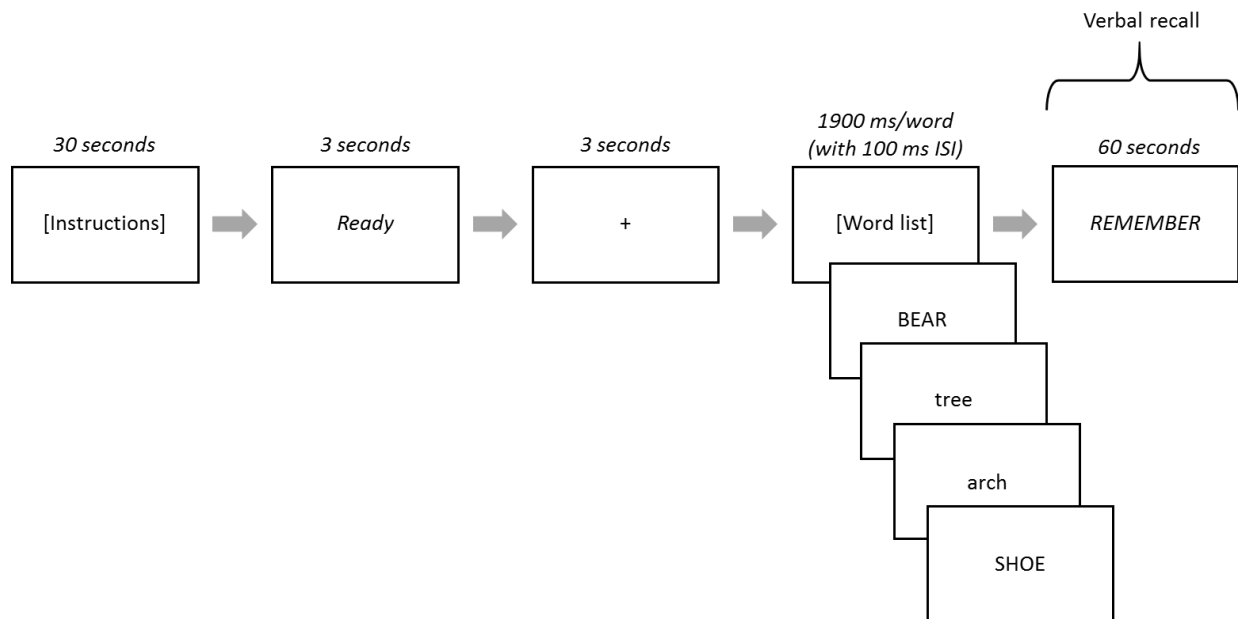 Verbal recall
30 seconds
3 seconds
3 seconds
1900 ms/word
(with 100 ms ISI)
60 seconds
[Instructions]
Ready
+
[Word list]
REMEMBER
BEAR
tree
arch
SHOE